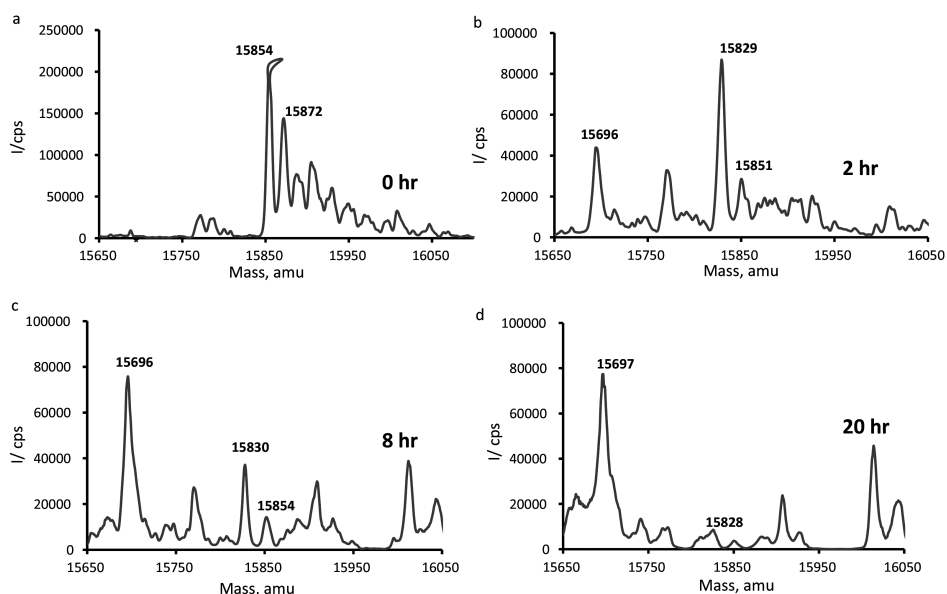 a
250000
15854
200000
150000
15872
I/cps
100000
0 hr
50000
0
15650 15750 15850 15950 16050
Mass, amu
b
100000
15829
80000
60000
15696
I/ cps
40000
15851
2 hr
20000
0
15650 15750 15850 15950 16050
Mass, amu
c
100000
15696
80000
60000
I/ cps
15830
8 hr
40000
15854
20000
0
15650 15750 15850 15950 16050
Mass. amu
d
100000
15697
80000
60000
I/ cps
20 hr
40000
20000
15828
0
15650 15750 15850 15950 16050
Mass, amu